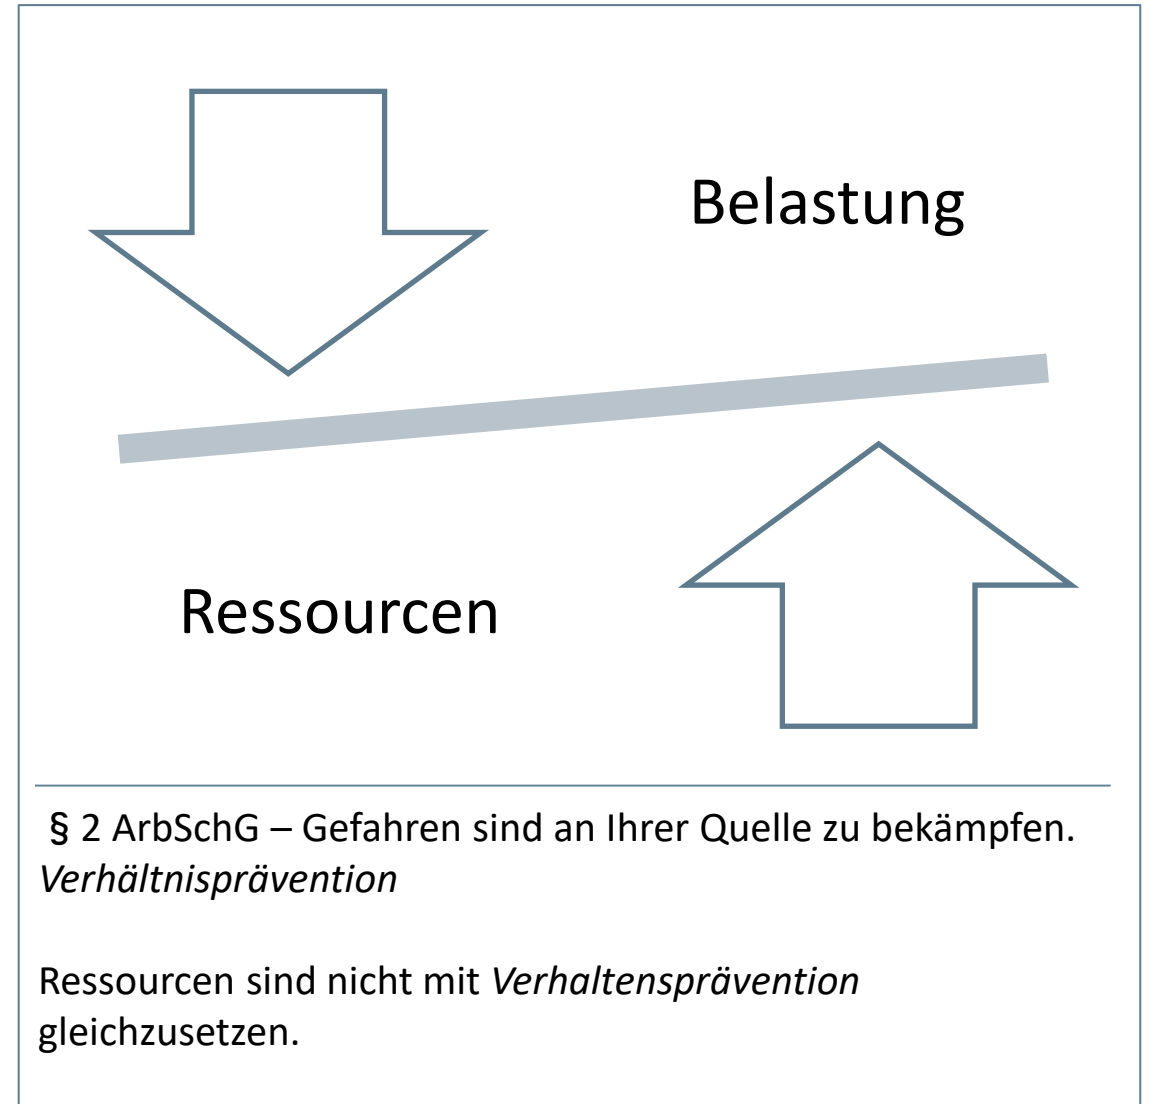 Belastung
Ressourcen
§ 2 ArbSchG – Gefahren sind an Ihrer Quelle zu bekämpfen.
Verhältnisprävention
Ressourcen sind nicht mit Verhaltensprävention
gleichzusetzen.